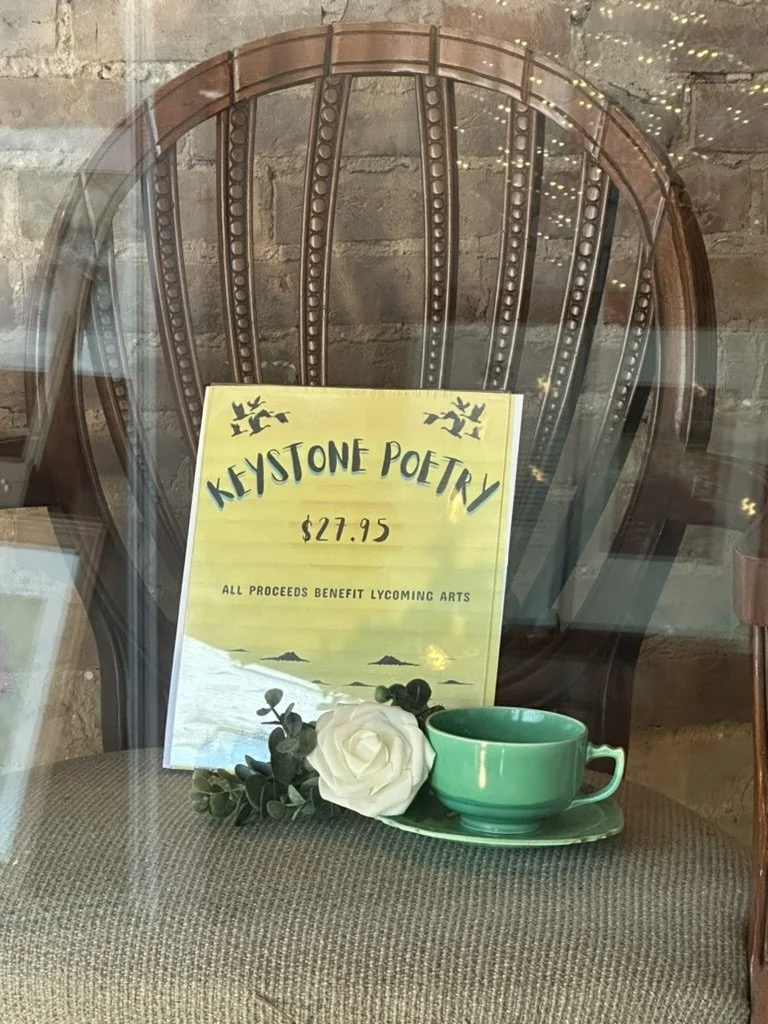 KEYSTONE POETRY
$27.95
ALL PROCEEDS BENEFIT LYCOMING ARTS